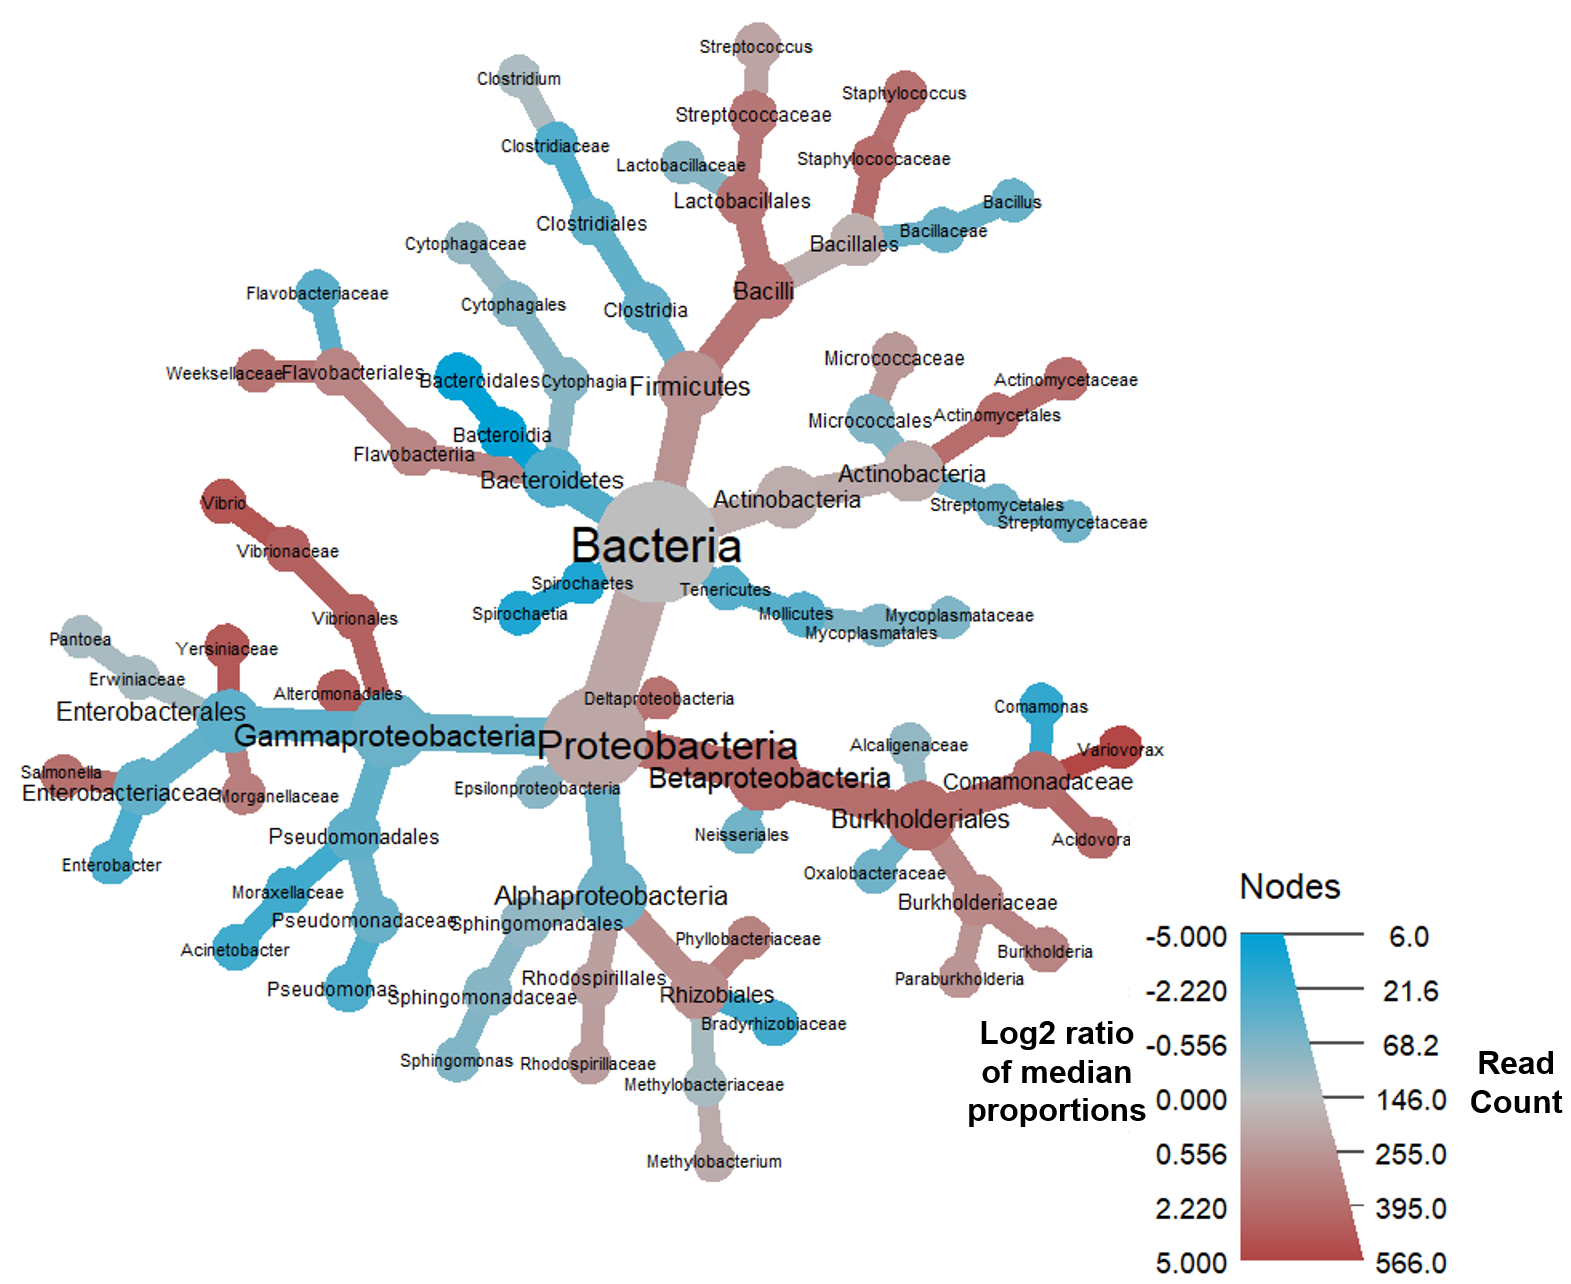 Streptococcus
Clostridium
Staphylococcus
Streptococcaceae
Clostridiaceae
Staphylococcaceae
Lactobacillaceae
Lactobacillales
Bacillus
Clostridiales
Bacillaceae
Cytophagaceae
Bacillales
Flavobacteriaceae
Bacilli
Cytophagales
Clostridia
Micrococcaceae
Weeksellaceae
Flavobacteriales
Bacteroidales
Cytophagia
Firmicutes
Actinomycetaceae
Micrococcales
Actinomycetales
Bacteroidia
Flavobacteriia
Bacteroidetes
Actinobacteria
Actinobacteria
Vibrio
Streptomycetales
Streptomycetaceae
Bacteria
Vibrionaceae
Spirochaetes
Tenericutes
Spirochaetia
Mollicutes
Mycoplasmataceae
Vibrionales
Mycoplasmatales
Pantoea
Yersiniaceae
Erwiniaceae
Alteromonadales
Deltaproteobacteria
Comamonas
Enterobacterales
Gammaproteobacteria
Proteobacteria
Alcaligenaceae
Variovorax
Salmonella
Betaproteobacteria
Comamonadaceae
Enterobacteriaceae
Morganellaceae
Epsilonproteobacteria
Burkholderiales
Pseudomonadales
Neisseriales
Acidovora
Enterobacter
Oxalobacteraceae
Moraxellaceae
Alphaproteobacteria
Burkholderiaceae
Pseudomonadaceae
Sphingomonadales
Phyllobacteriaceae
Acinetobacter
Burkholderia
Rhodospirillales
Paraburkholderia
Pseudomonas
Sphingomonadaceae
Rhizobiales
Bradyrhizobiaceae
Sphingomonas
Rhodospirillaceae
Methylobacteriaceae
Methylobacterium
Nodes
-5.000 6.0
-2.220 21.6
-0.556 68.2
0.000 146.0
0.556 255.0
2.220 395.0
5.000 566.0
Log2 ratio
of median
proportions
Read
Count